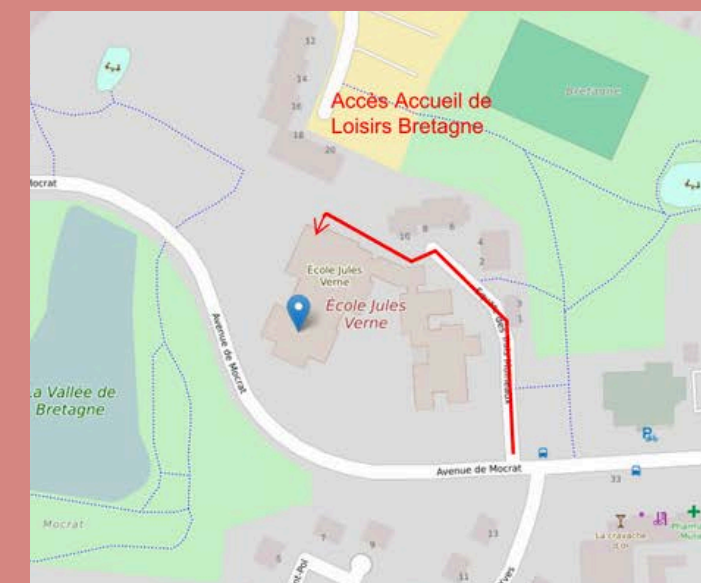 12
14
16
18
20
Accès Accueil de
Loisirs Bretagne
Bretagne
Mocrat
10
8
6
4
2
3
1
École Jules
Verne
École Jules
Verne
Avenue de Mocrat
La Vallée de
Bretagne
Avenue de Mocrat
33
Mocrat
La cravache
d'or
5
7
9
13
11